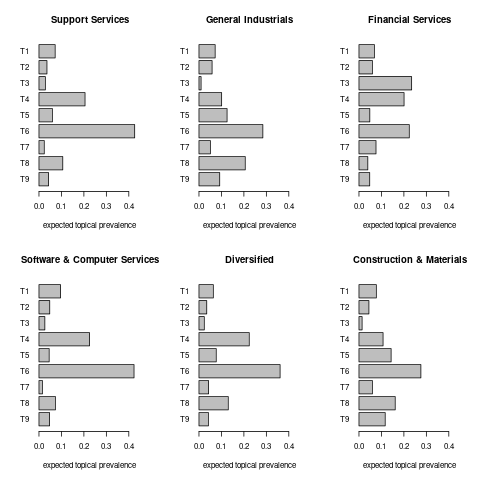 Support Services
T1
T2
T3
T4
T5
T6
T7
T8
T9
0.0 0.1 0.2 0.3 0.4
expected topical prevalence
General Industrials
T1
T2
T3
T4
T5
T6
T7
T8
T9
0.0 0.1 0.2 0.3 0.4
expected topical prevalence
Financial Services
T1
T2
T3
T4
T5
T6
T7
T8
T9
0.0 0.1 0.2 0.3 0.4
expected topical prevalence
Software & Computer Services
T1
T2
T3
T4
T5
T6
T7
T8
T9
0.0 0.1 0.2 0.3 0.4
expected topical prevalence
Diversified
T1
T2
T3
T4
T5
T6
T7
T8
T9
0.0 0.1 0.2 0.3 0.4
expected topical prevalence
Construction & Materials
T1
T2
T3
T4
T5
T6
T7
T8
T9
0.0 0.1 0.2 0.3 0.4
expected topical prevalence